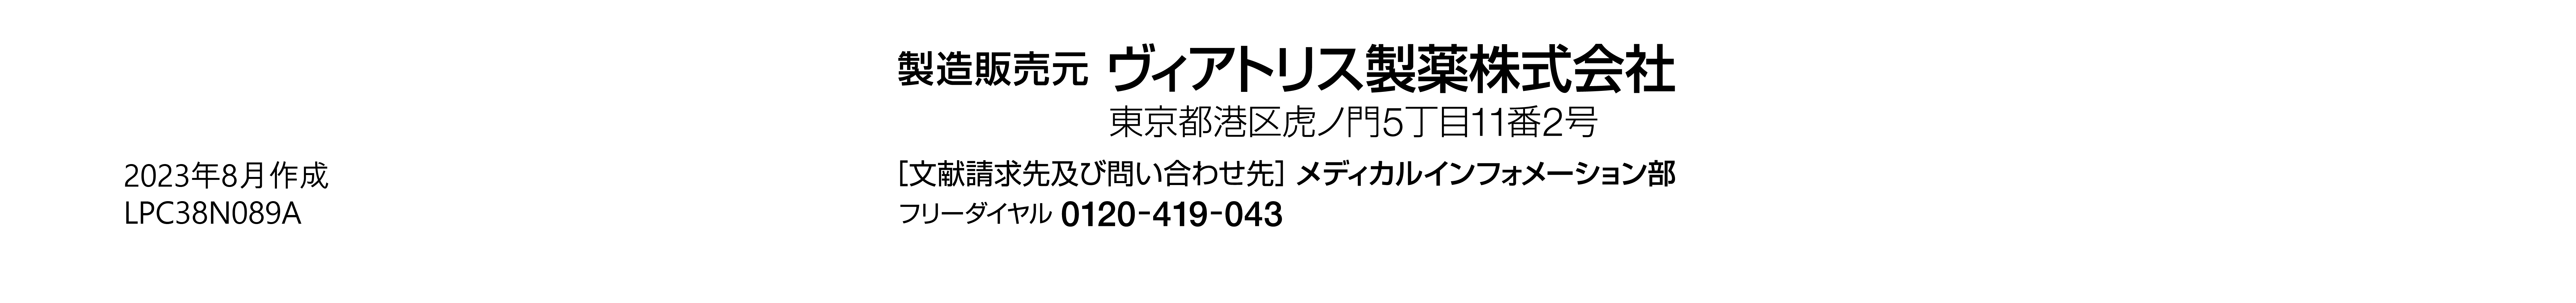 製造販売元 ヴィアトリス製薬株式会社
東京都港区虎ノ門5丁目11番2号
[文献請求先及び問い合わせ先] メディカルインフォメーション部
フリーダイヤル 0120-419-043
2023年8月作成
LPC38N089A